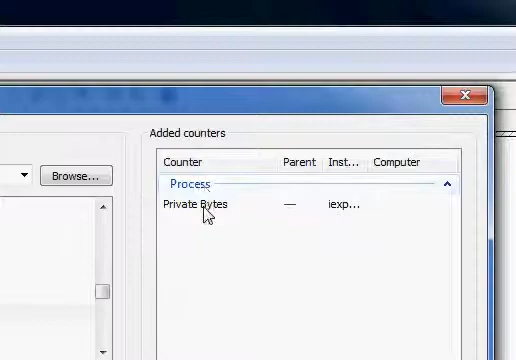 Added counters
Counter Parent Inst... Computer
Browse...
Process
Private Bytes — iexp...